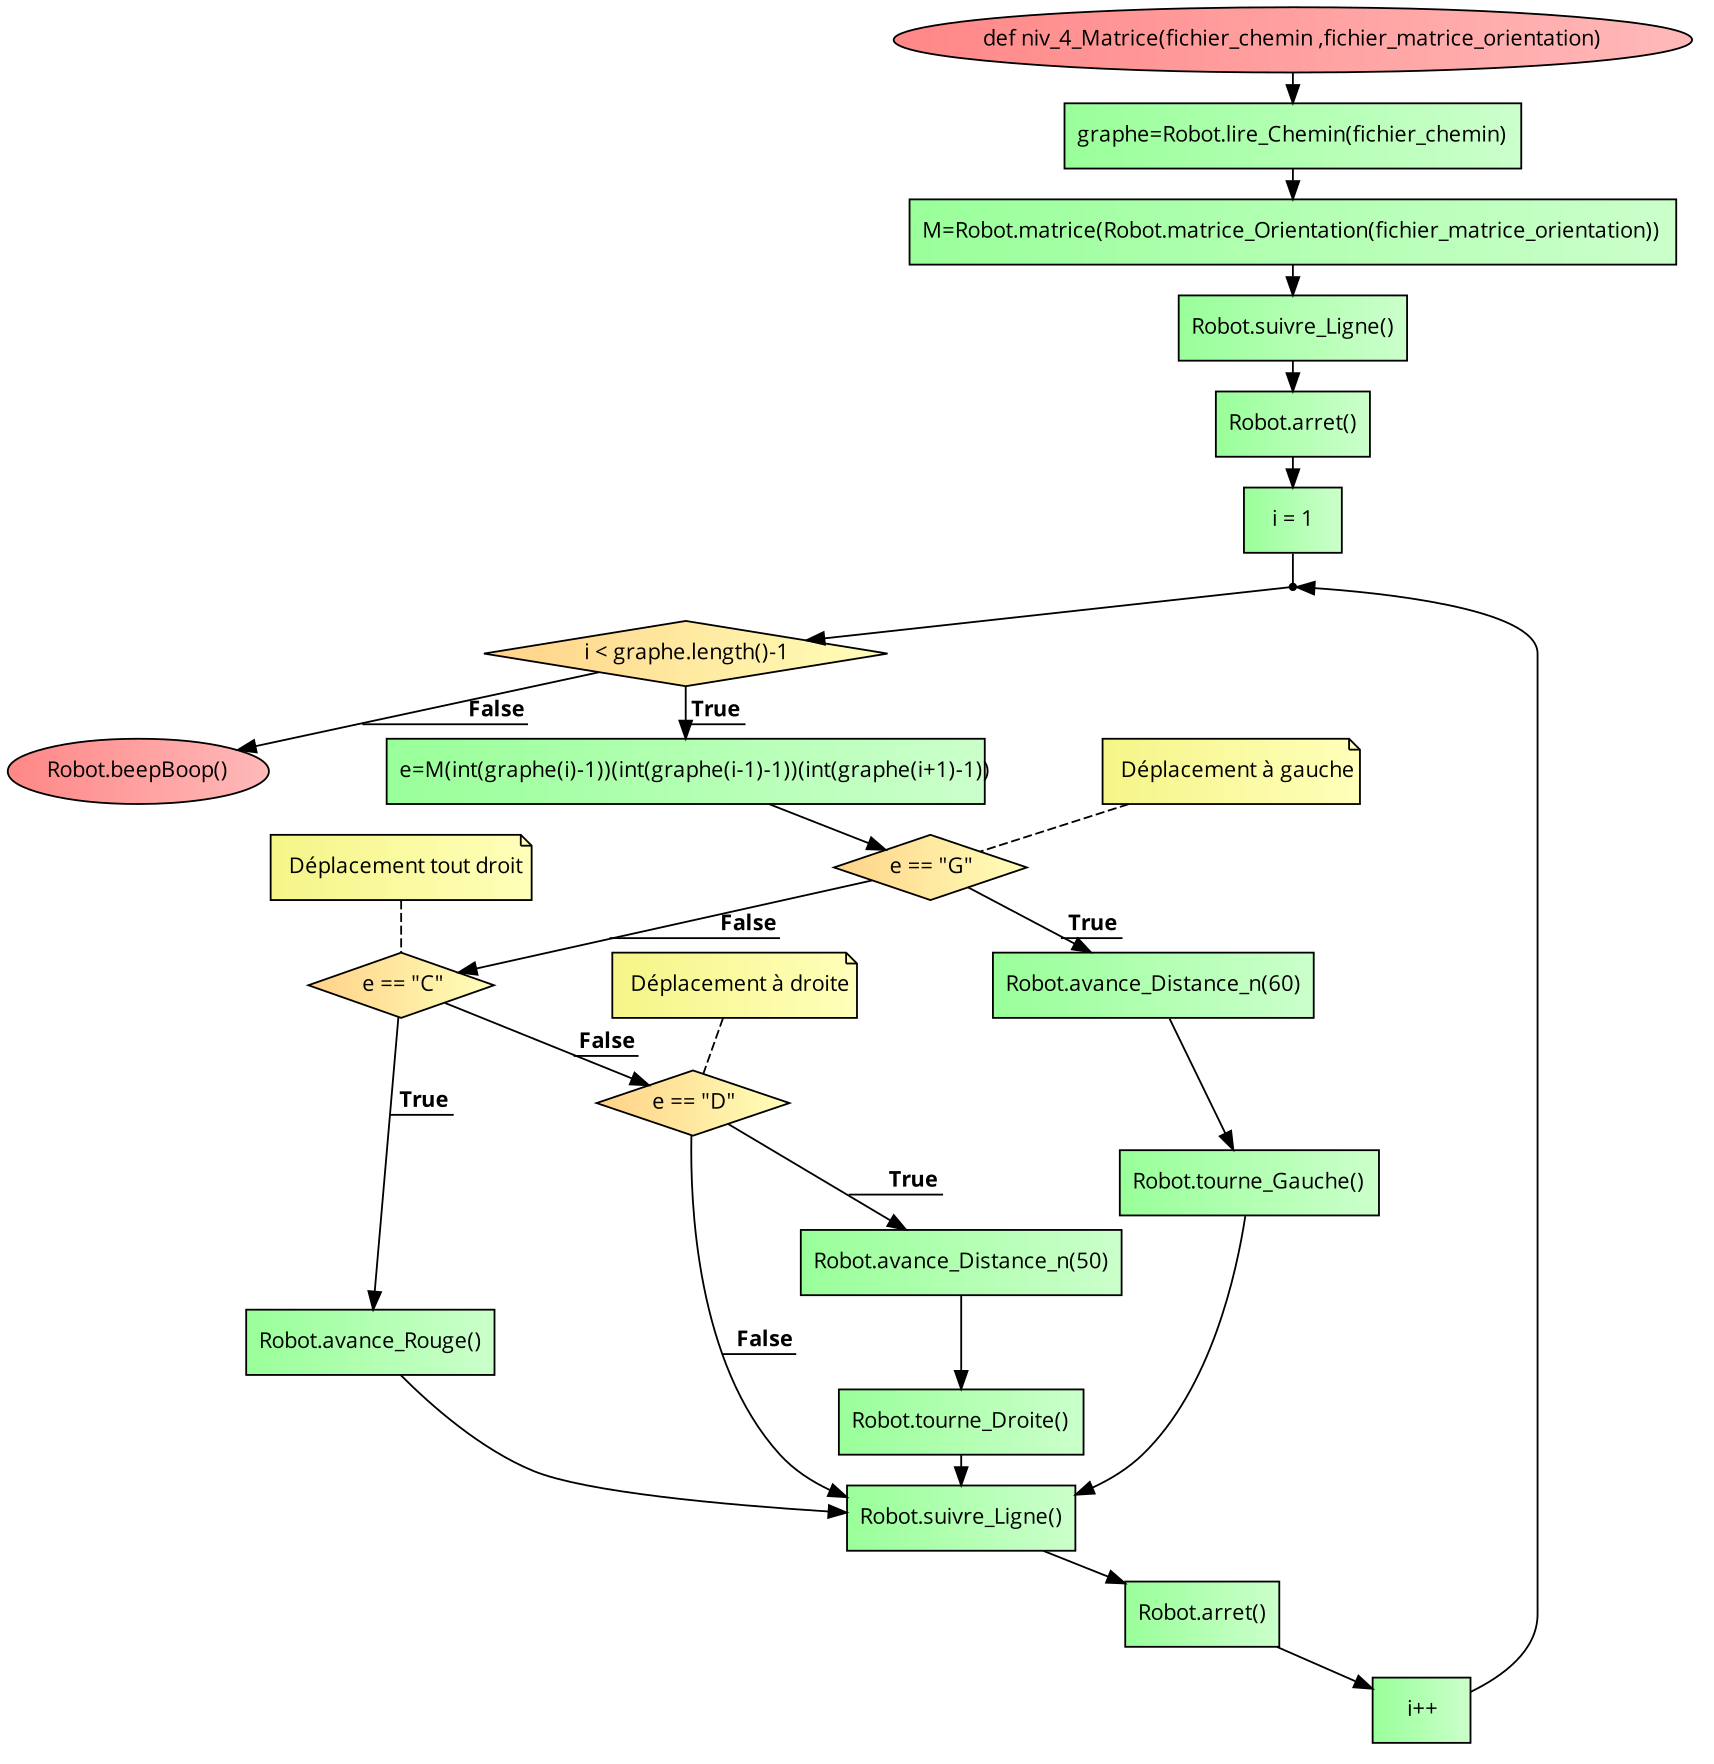 def niv_4_Matrice(fichier_chemin ,fichier_matrice_orientation)
graphe=Robot.lire_Chemin(fichier_chemin)
M=Robot.matrice(Robot.matrice_Orientation(fichier_matrice_orientation))
Robot.suivre_Ligne()
Robot.arret()
i = 1
i < graphe.length()-1
False
True
Robot.beepBoop()
e=M(int(graphe(i)-1))(int(graphe(i-1)-1))(int(graphe(i+1)-1))
Déplacement à gauche
Déplacement tout droit
e == "G"
False
True
e == "C"
Déplacement à droite
Robot.avance_Distance_n(60)
False
True
e == "D"
True
Robot.tourne_Gauche()
Robot.avance_Distance_n(50)
False
Robot.avance_Rouge()
Robot.tourne_Droite()
Robot.suivre_Ligne()
Robot.arret()
i++